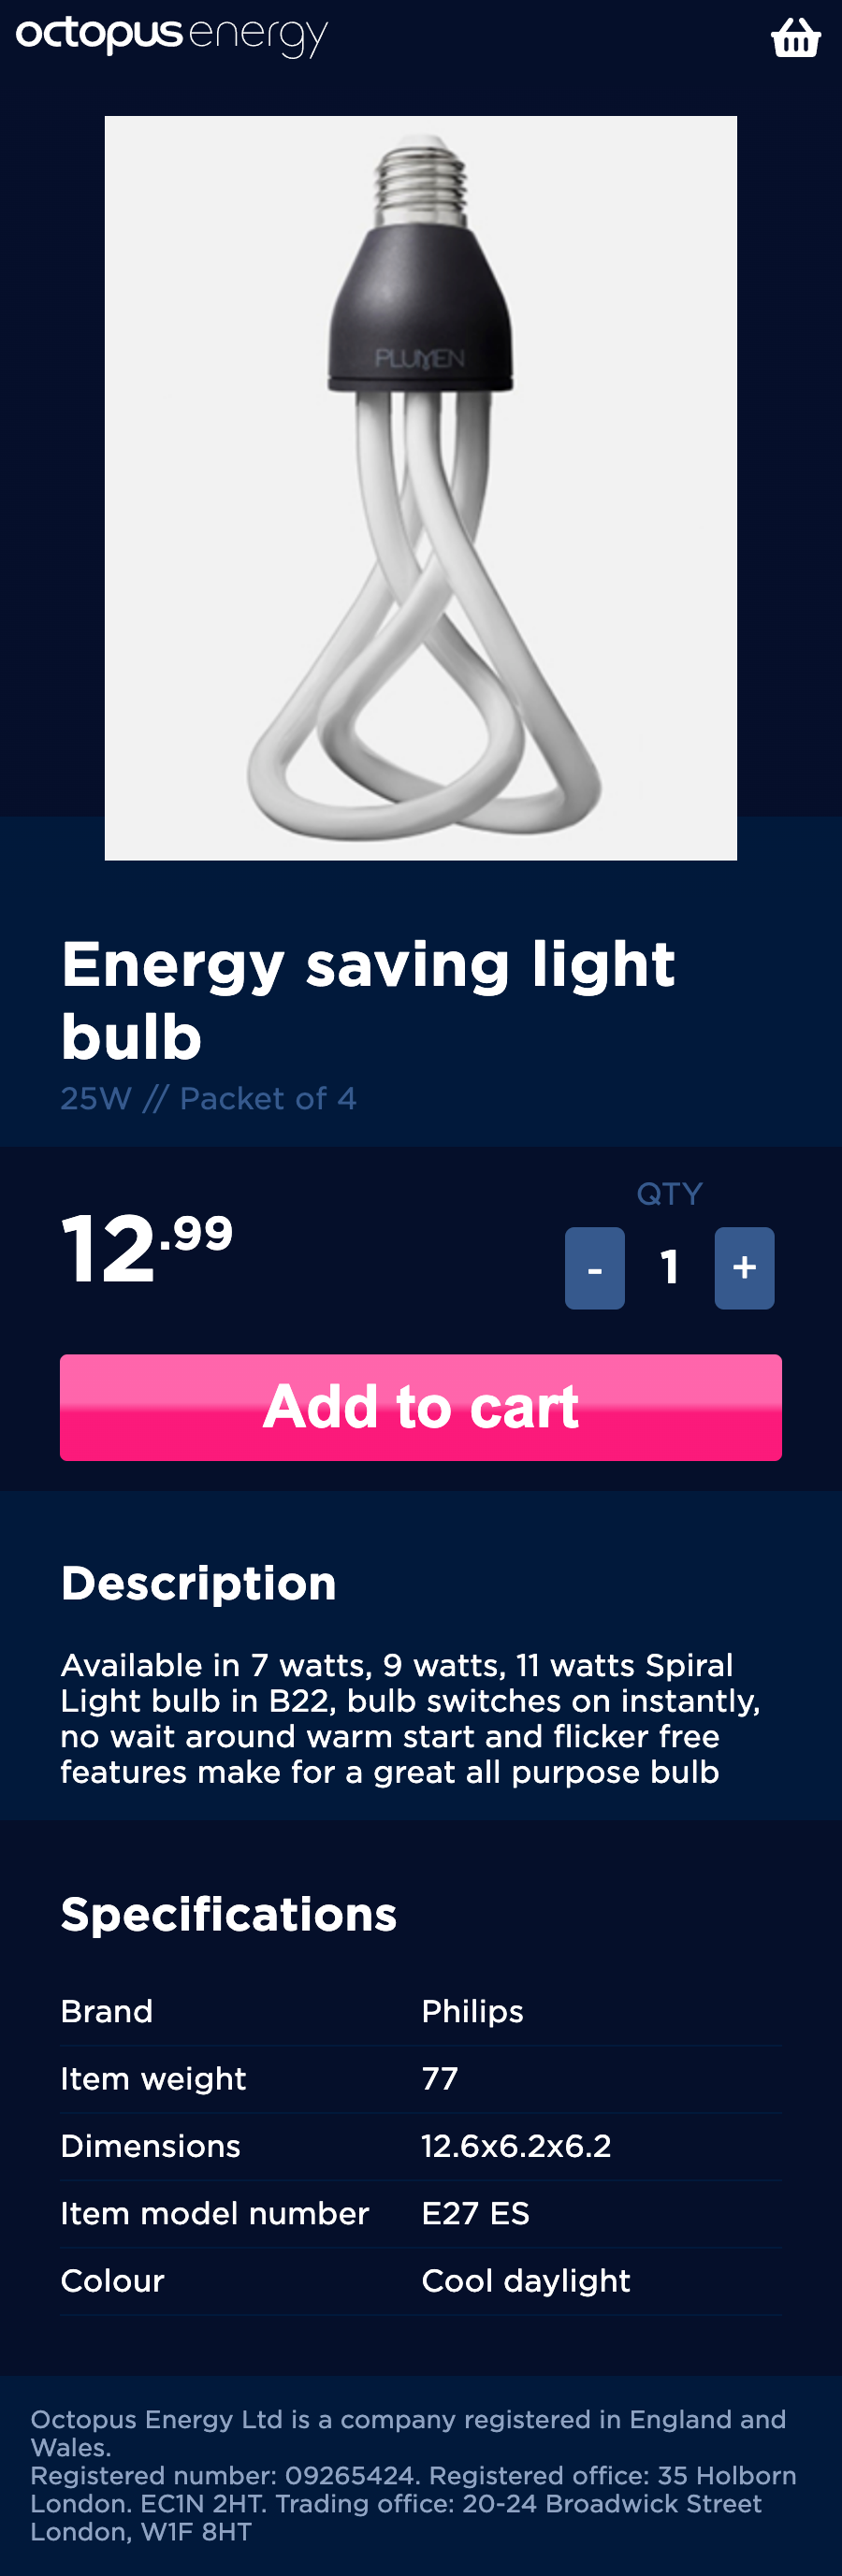 octopus energy
PLUMEN
Energy saving light
bulb
25W // Packet of 4
QTY
12.99
- 1 +
Add to cart
Description
Available in 7 watts, 9 watts, 11 watts Spiral
Light bulb in B22, bulb switches on instantly,
no wait around warm start and flicker free
features make for a great all purpose bulb
Specifications
Brand Philips
Item weight 77
Dimensions 12.6x6.2x6.2
Item model number E27 ES
Colour Cool daylight
Octopus Energy Ltd is a company registered in England and
Wales.
Registered number: 09265424. Registered office: 35 Holborn
London. EC1N 2HT. Trading office: 20-24 Broadwick Street
London, W1F 8HT